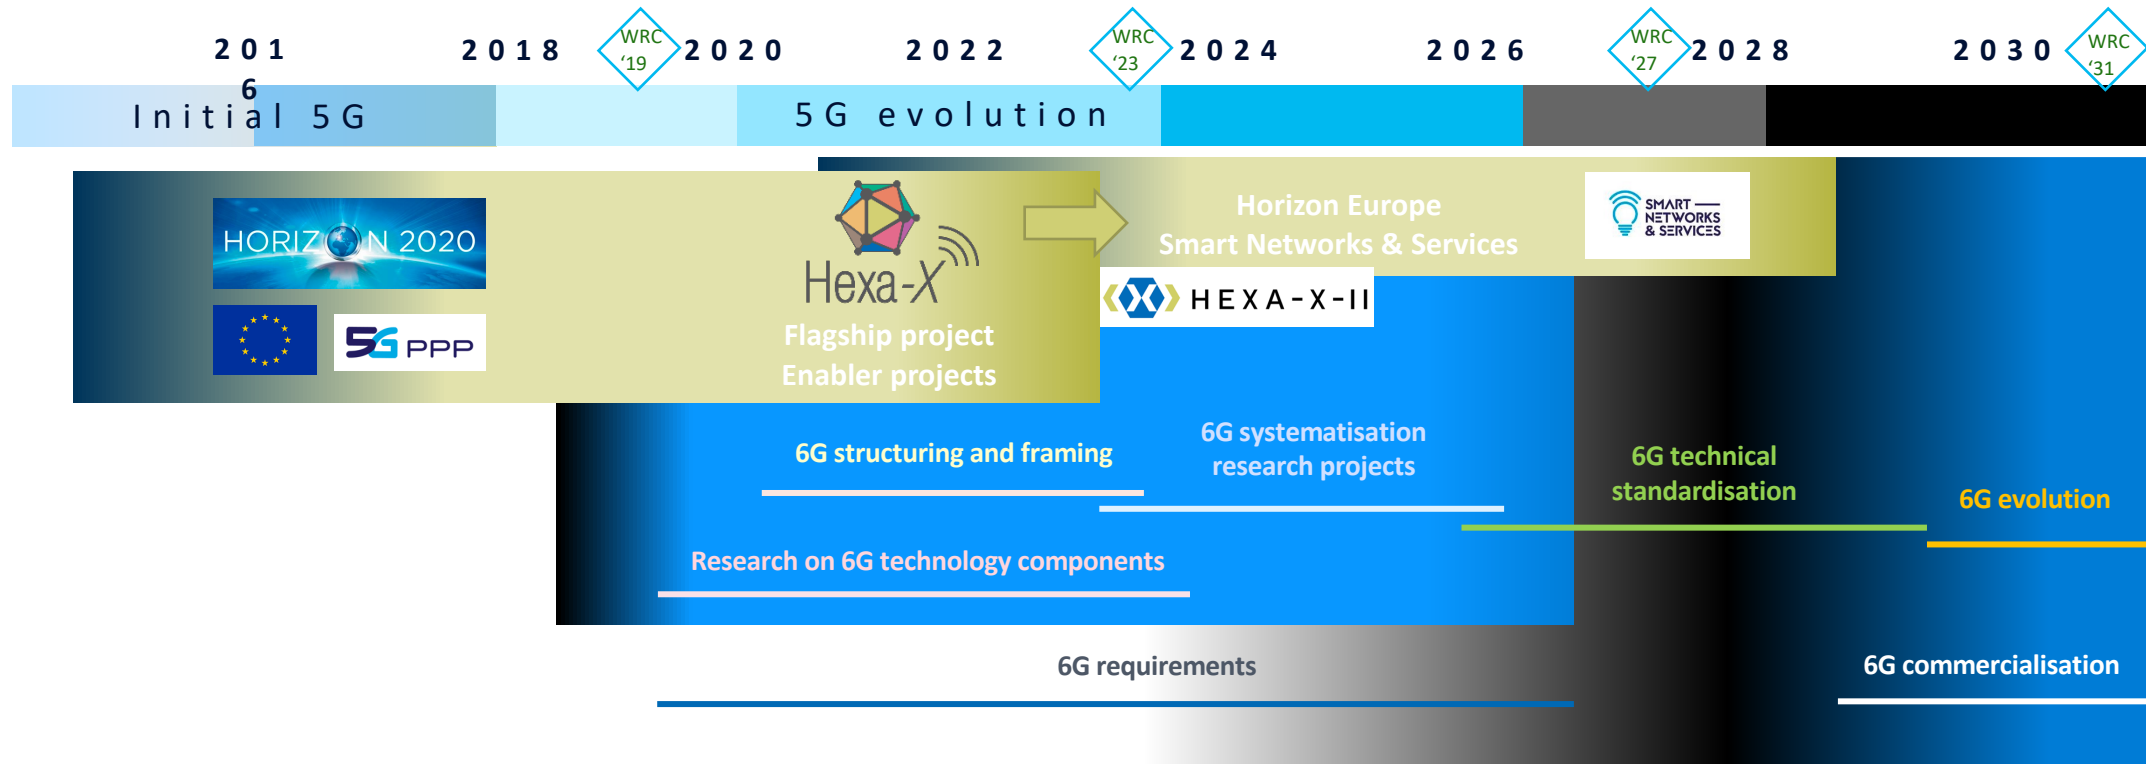 201
6
2018
WRC
‘19
2020
2022
WRC
‘23
2024
2026
WRC
‘27
2028
2030
WRC
‘31
Initial 5G
5G evolution
HORIZON 2020
5G PPP
Hexa-X
Flagship project
Enabler projects
Horizon Europe
Smart Networks & Services
SMART
NETWORKS
& SERVICES
HEXA-X-II
6G structuring and framing
6G systematisation
research projects
6G technical
standardisation
6G evolution
Research on 6G technology components
6G requirements
6G commercialisation